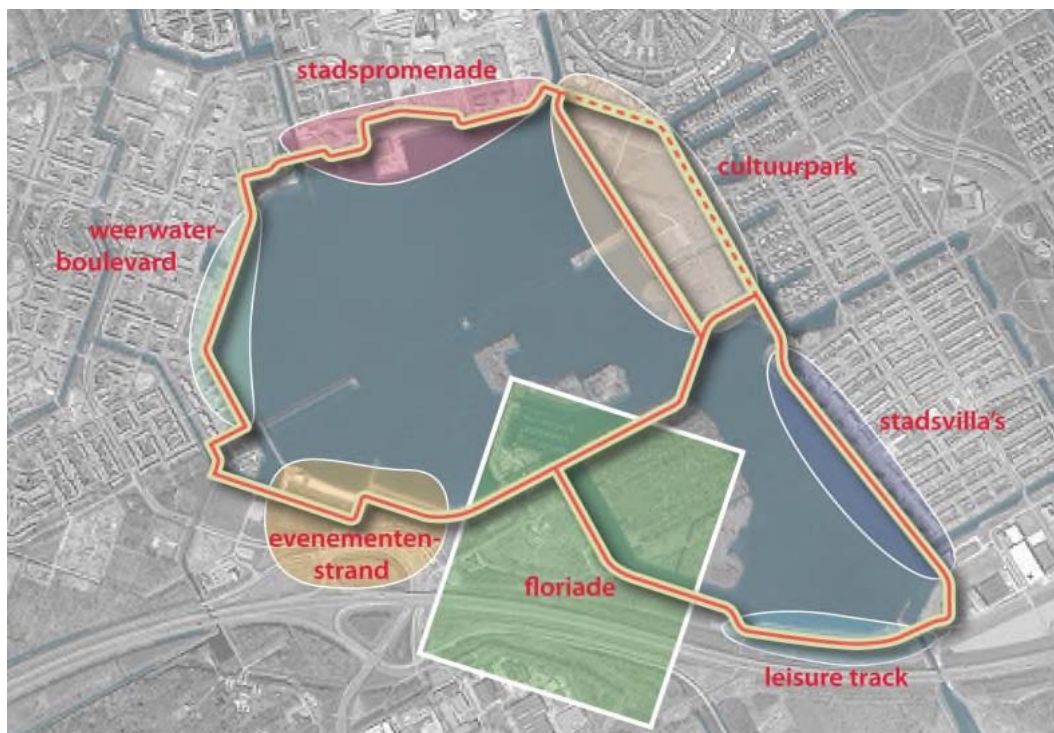 stadspromenade
cultuurpark
weerwater-
boulevard
stadsvilla's
evenementen-
strand
floriade
leisure track